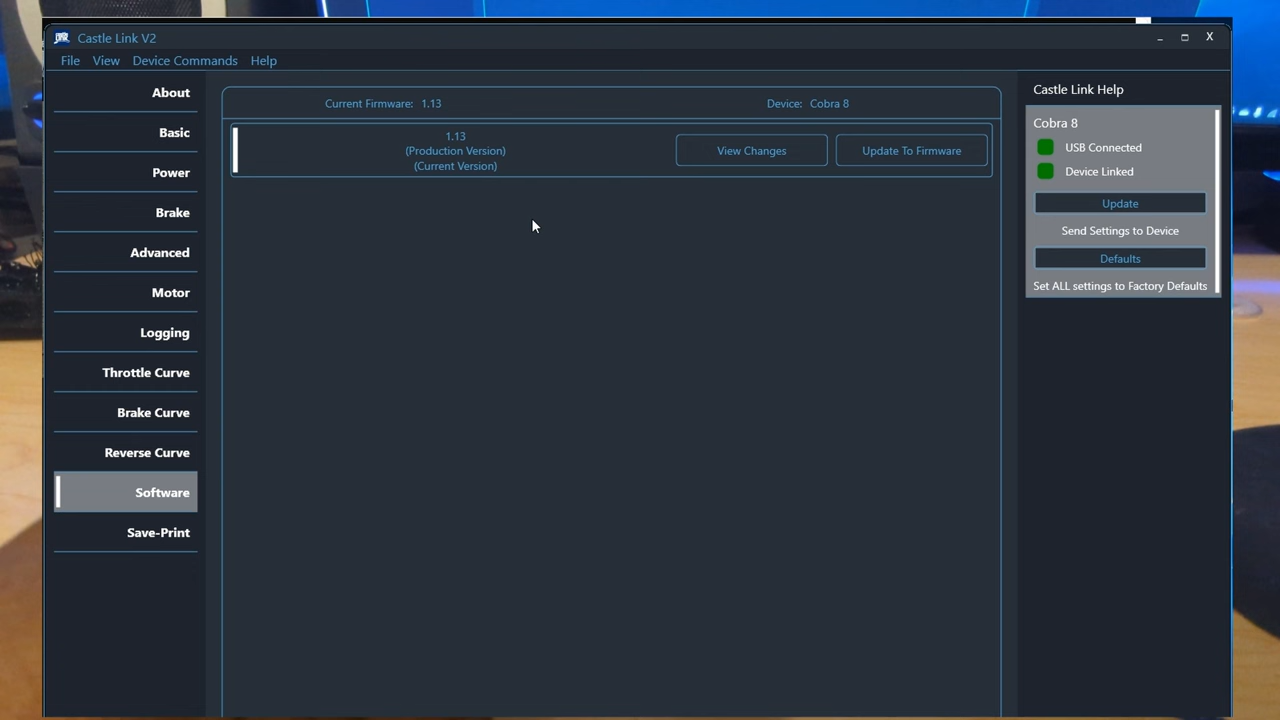 Castle Link V2
_ X
File View Device Commands Help
About
Basic
Power
Brake
Advanced
Motor
Logging
Throttle Curve
Brake Curve
Reverse Curve
Software
Save-Print
Current Firmware: 1.13
Device: Cobra 8
1.13
(Production Version)
(Current Version)
View Changes
Update To Firmware
Castle Link Help
Cobra 8
USB Connected
Device Linked
Update
Send Settings to Device
Defaults
Set ALL settings to Factory Defaults